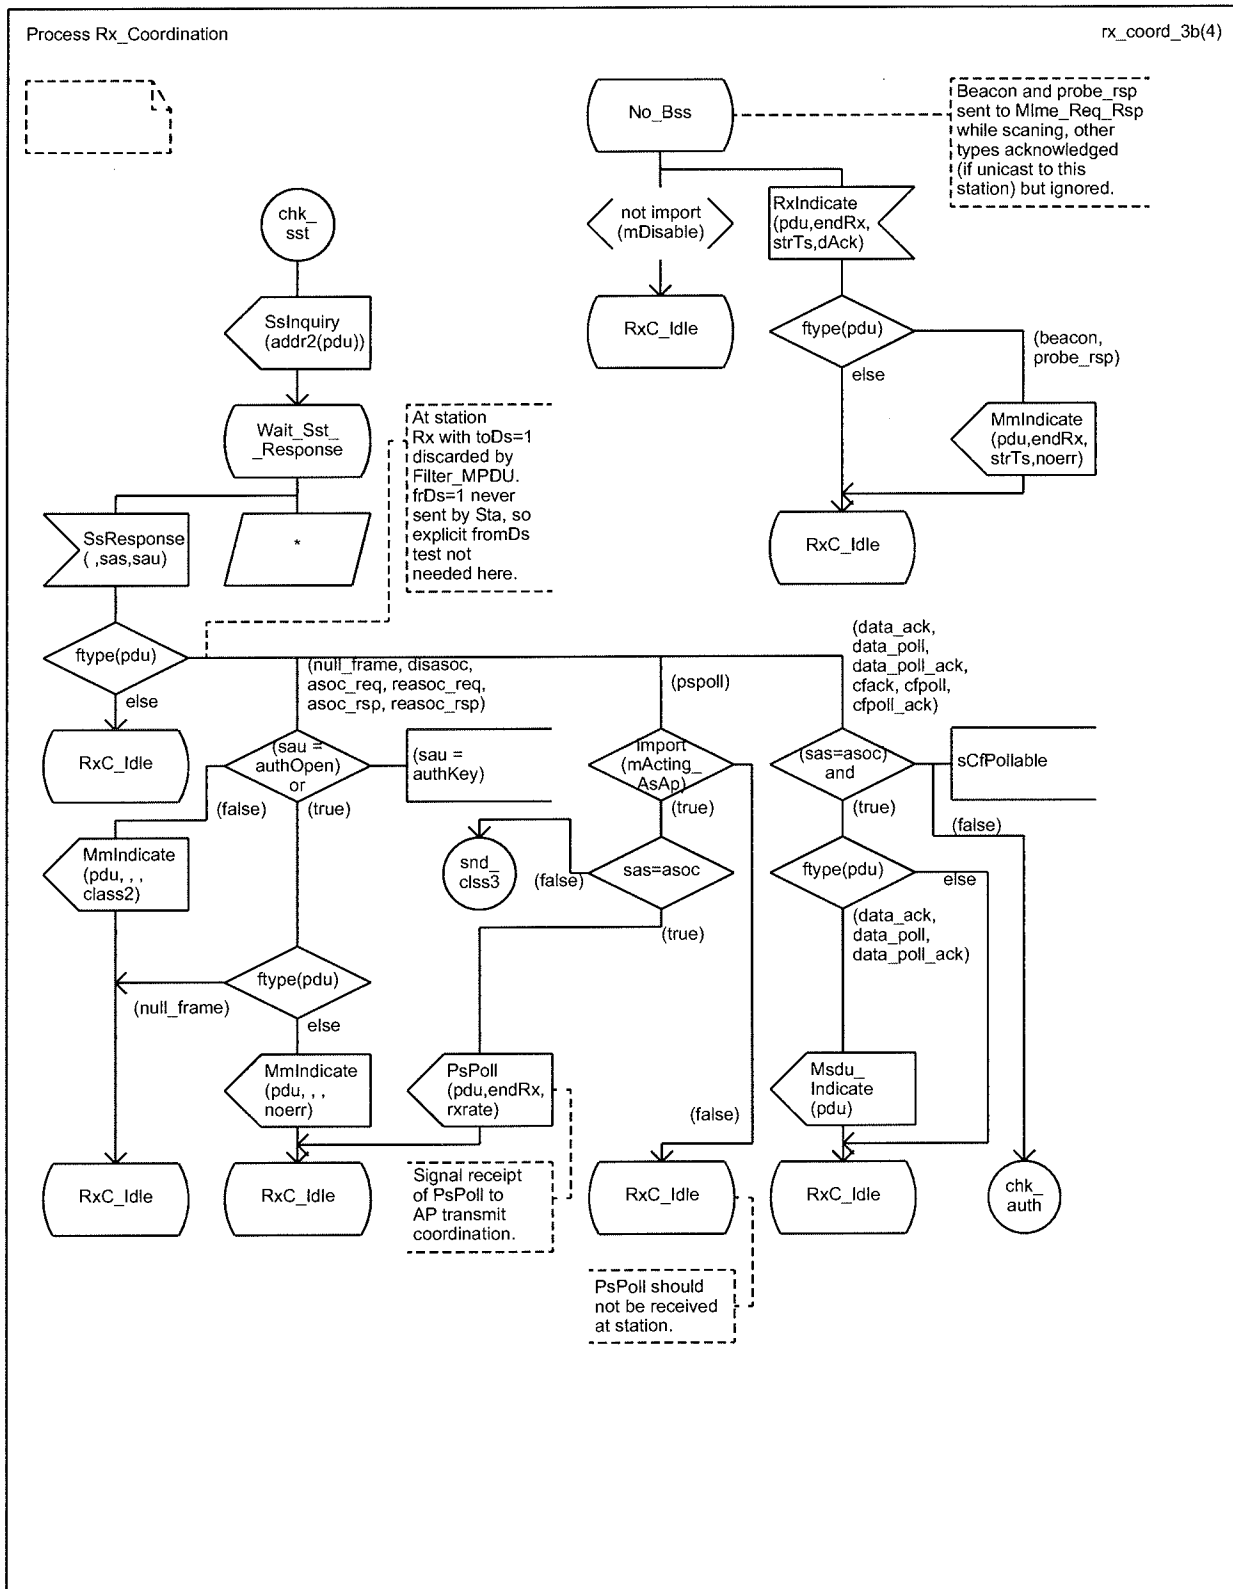 Process Rx_Coordination
rx_coord_3b(4)
No_Bss
Beacon and probe_rsp
sent to Mlme_Req_Rsp
while scaning, other
types acknowledged
(if unicast to this
station) but ignored.
chk_
sst
not import
(mDisable)
RxIndicate
(pdu,endRx,
strTs,dAck)
SsInquiry
(addr2(pdu))
RxC_Idle
ftype(pdu)
(beacon,
probe_rsp)
else
Wait_Sst_
_Response
At station
Rx with toDs=1
discarded by
Filter_MPDU.
frDs=1 never
sent by Sta, so
explicit fromDs
test not
needed here.
MmIndicate
(pdu,endRx,
strTs,noerr)
SsResponse
( ,sas,sau)
*
RxC_Idle
ftype(pdu)
else
(null_frame, disasoc,
asoc_req, reasoc_req,
asoc_rsp, reasoc_rsp)
(pspoll)
(data_ack,
data_poll,
data_poll_ack,
cfack, cfpoll,
cfpoll_ack)
RxC_Idle
(sau =
authOpen)
or
(sau =
authKey)
import
(mActing_
AsAp)
(sas=asoc)
and
sCfPollable
(false)
(true)
(true)
(true)
(false)
MmIndicate
(pdu, , ,
class2)
snd_
clss3
(false)
sas=asoc
ftype(pdu)
else
(true)
(data_ack,
data_poll,
data_poll_ack)
ftype(pdu)
(null_frame)
else
MmIndicate
(pdu, , ,
noerr)
PsPoll
(pdu,endRx,
rxrate)
(false)
Msdu_
Indicate
(pdu)
RxC_Idle
RxC_Idle
Signal receipt
of PsPoll to
AP transmit
coordination.
RxC_Idle
RxC_Idle
chk_
auth
PsPoll should
not be received
at station.